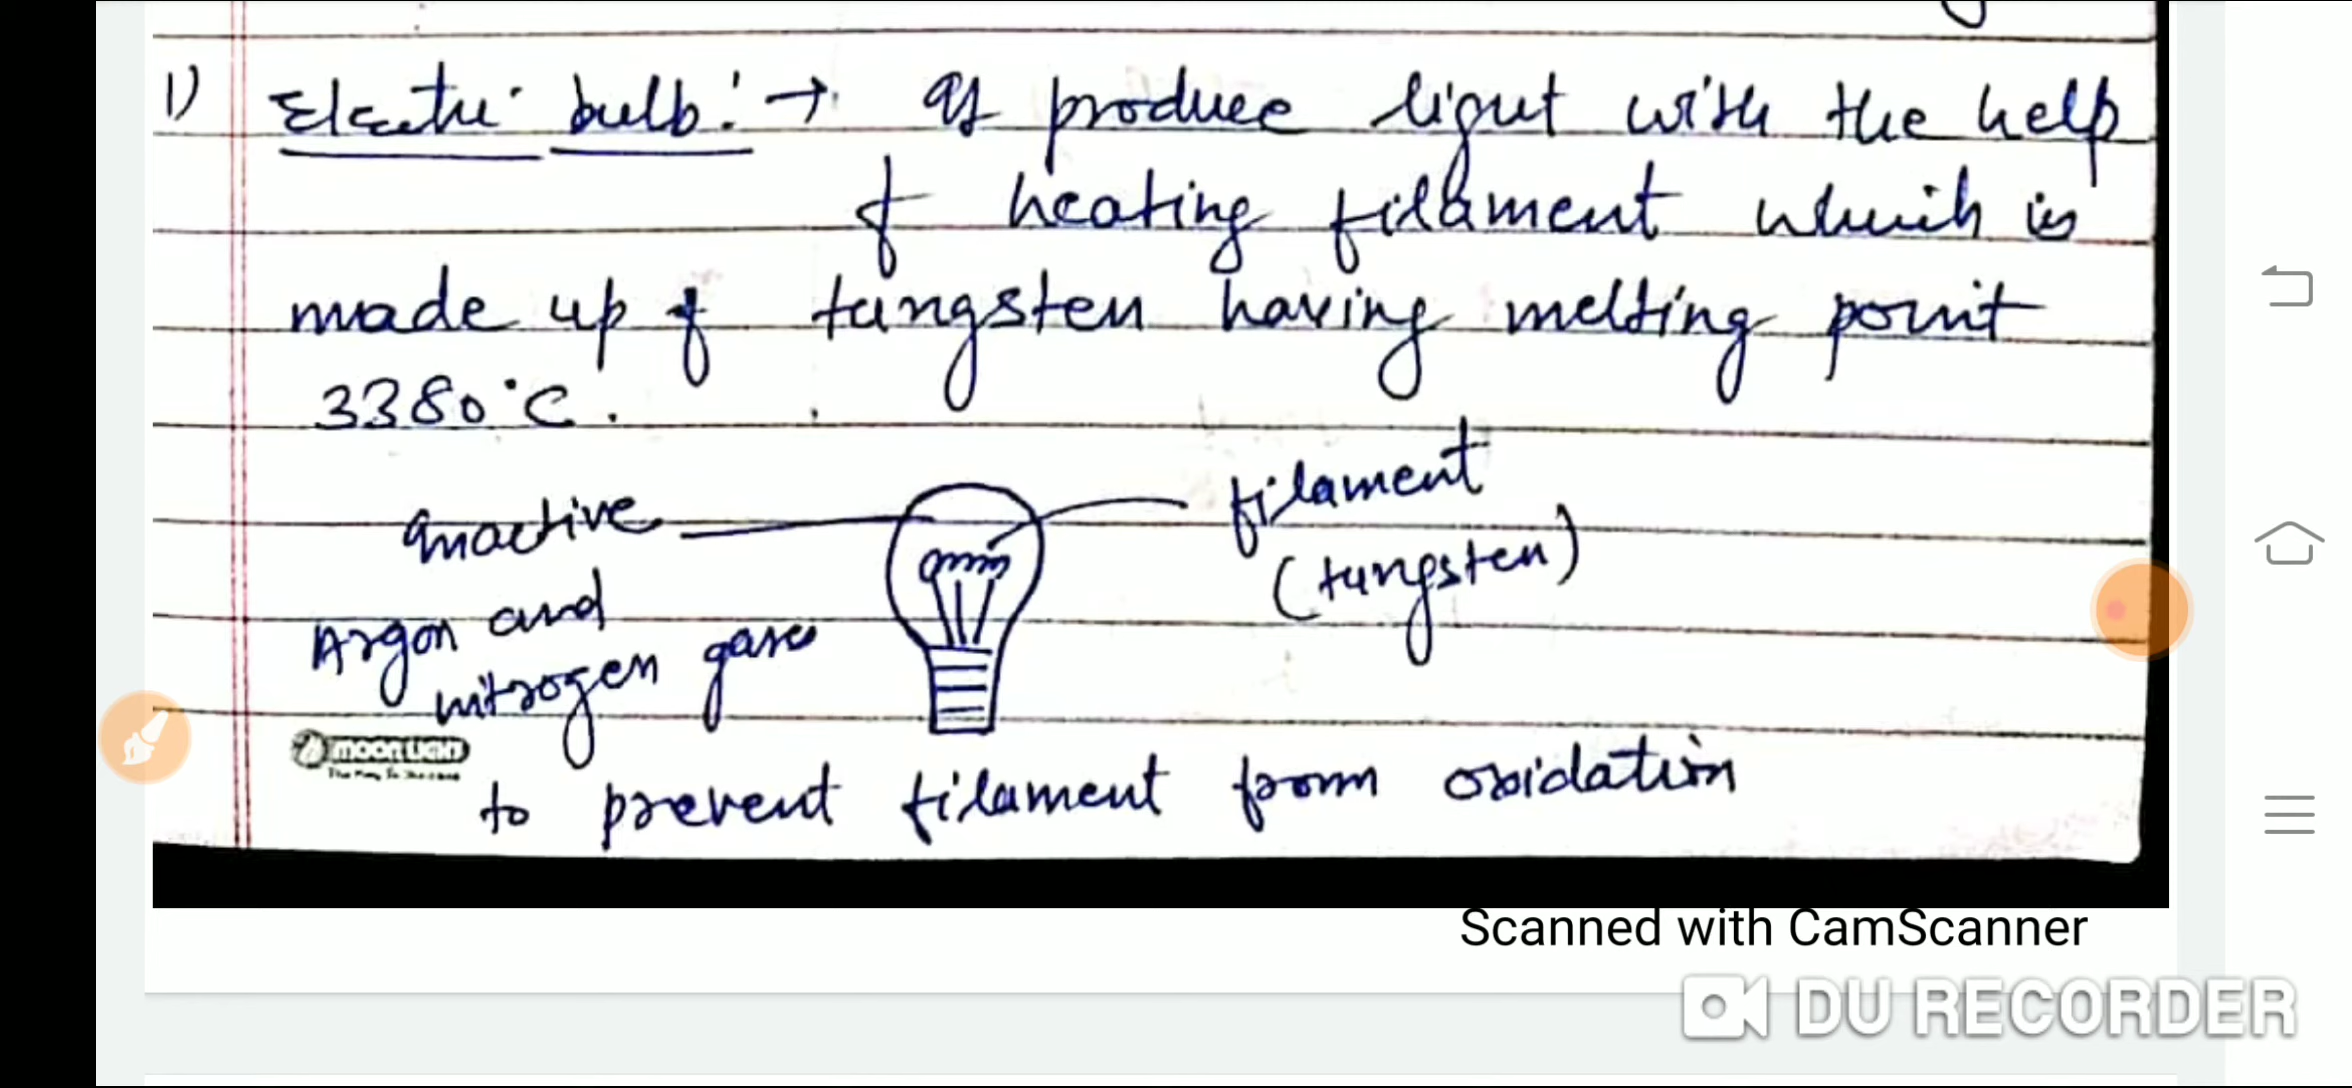 1) Electric bulb:→ It produce light with the help
of heating filament which is
made up of tungsten having melting point
3380°C.
Inactive
Argon and
nitrogen gases
filament
(tungsten)
to prevent filament from oxidation
Scanned with CamScanner
DU RECORDER